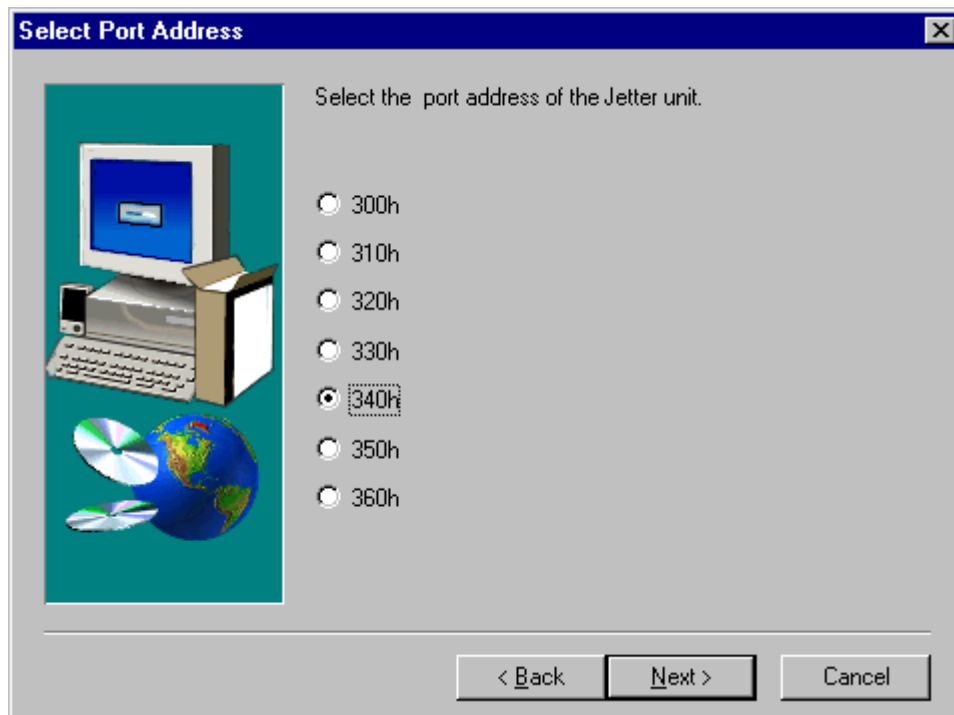 Select Port Address
Select the  port address of the Jetter unit.
300h
310h
320h
330h
340h
350h
360h
< Back
Next >
Cancel